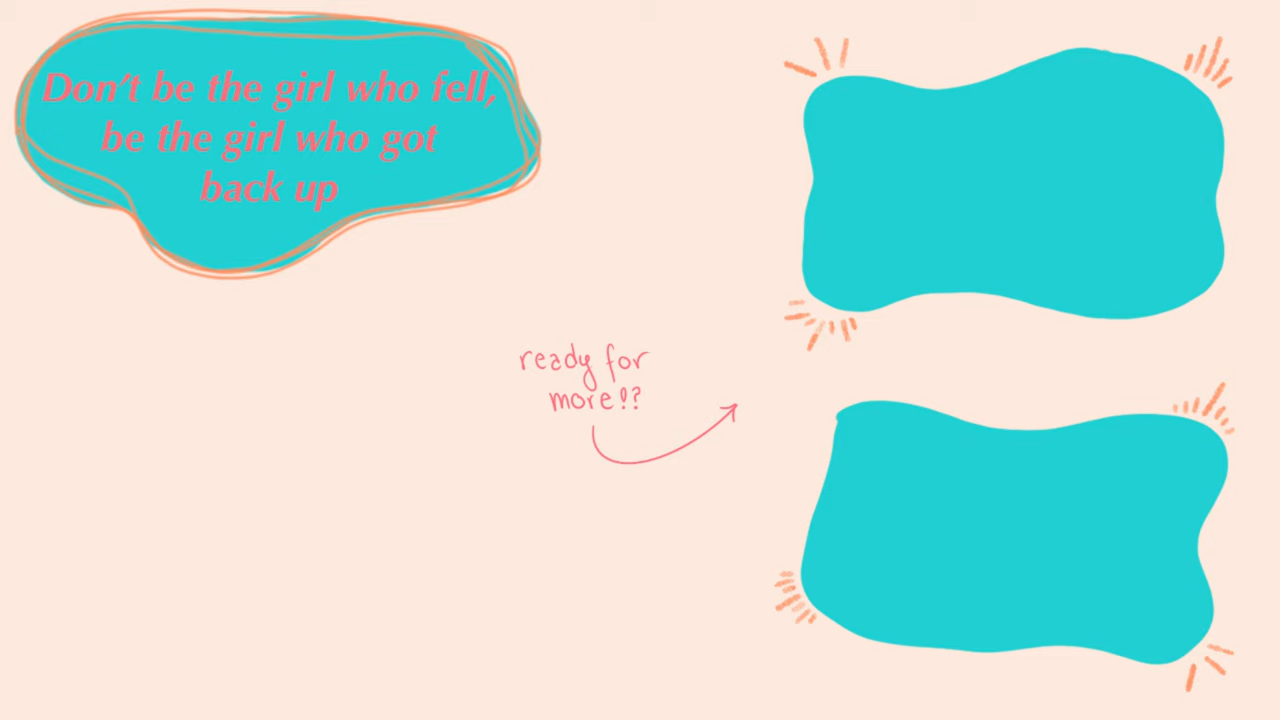 Don't be the girl who fell,
be the girl who got
back up
ready for
more!?